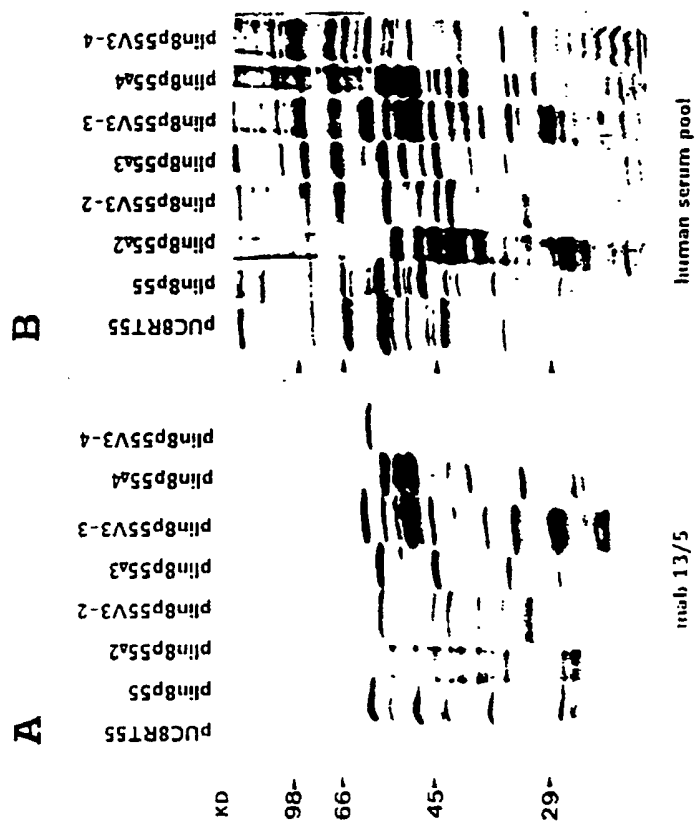 A
KD
98-
66-
45-
29-
pUC8RT55
plin8p55
plin8p55Δ2
plin8p55V3-2
plin8p55Δ3
plin8p55V3-3
plin8p55Δ4
plin8p55V3-4
mab 13/5
B
pUC8RT55
plin8p55
plin8p55Δ2
plin8p55V3-2
plin8p55Δ3
plin8p55V3-3
plin8p55Δ4
plin8p55V3-4
human serum pool